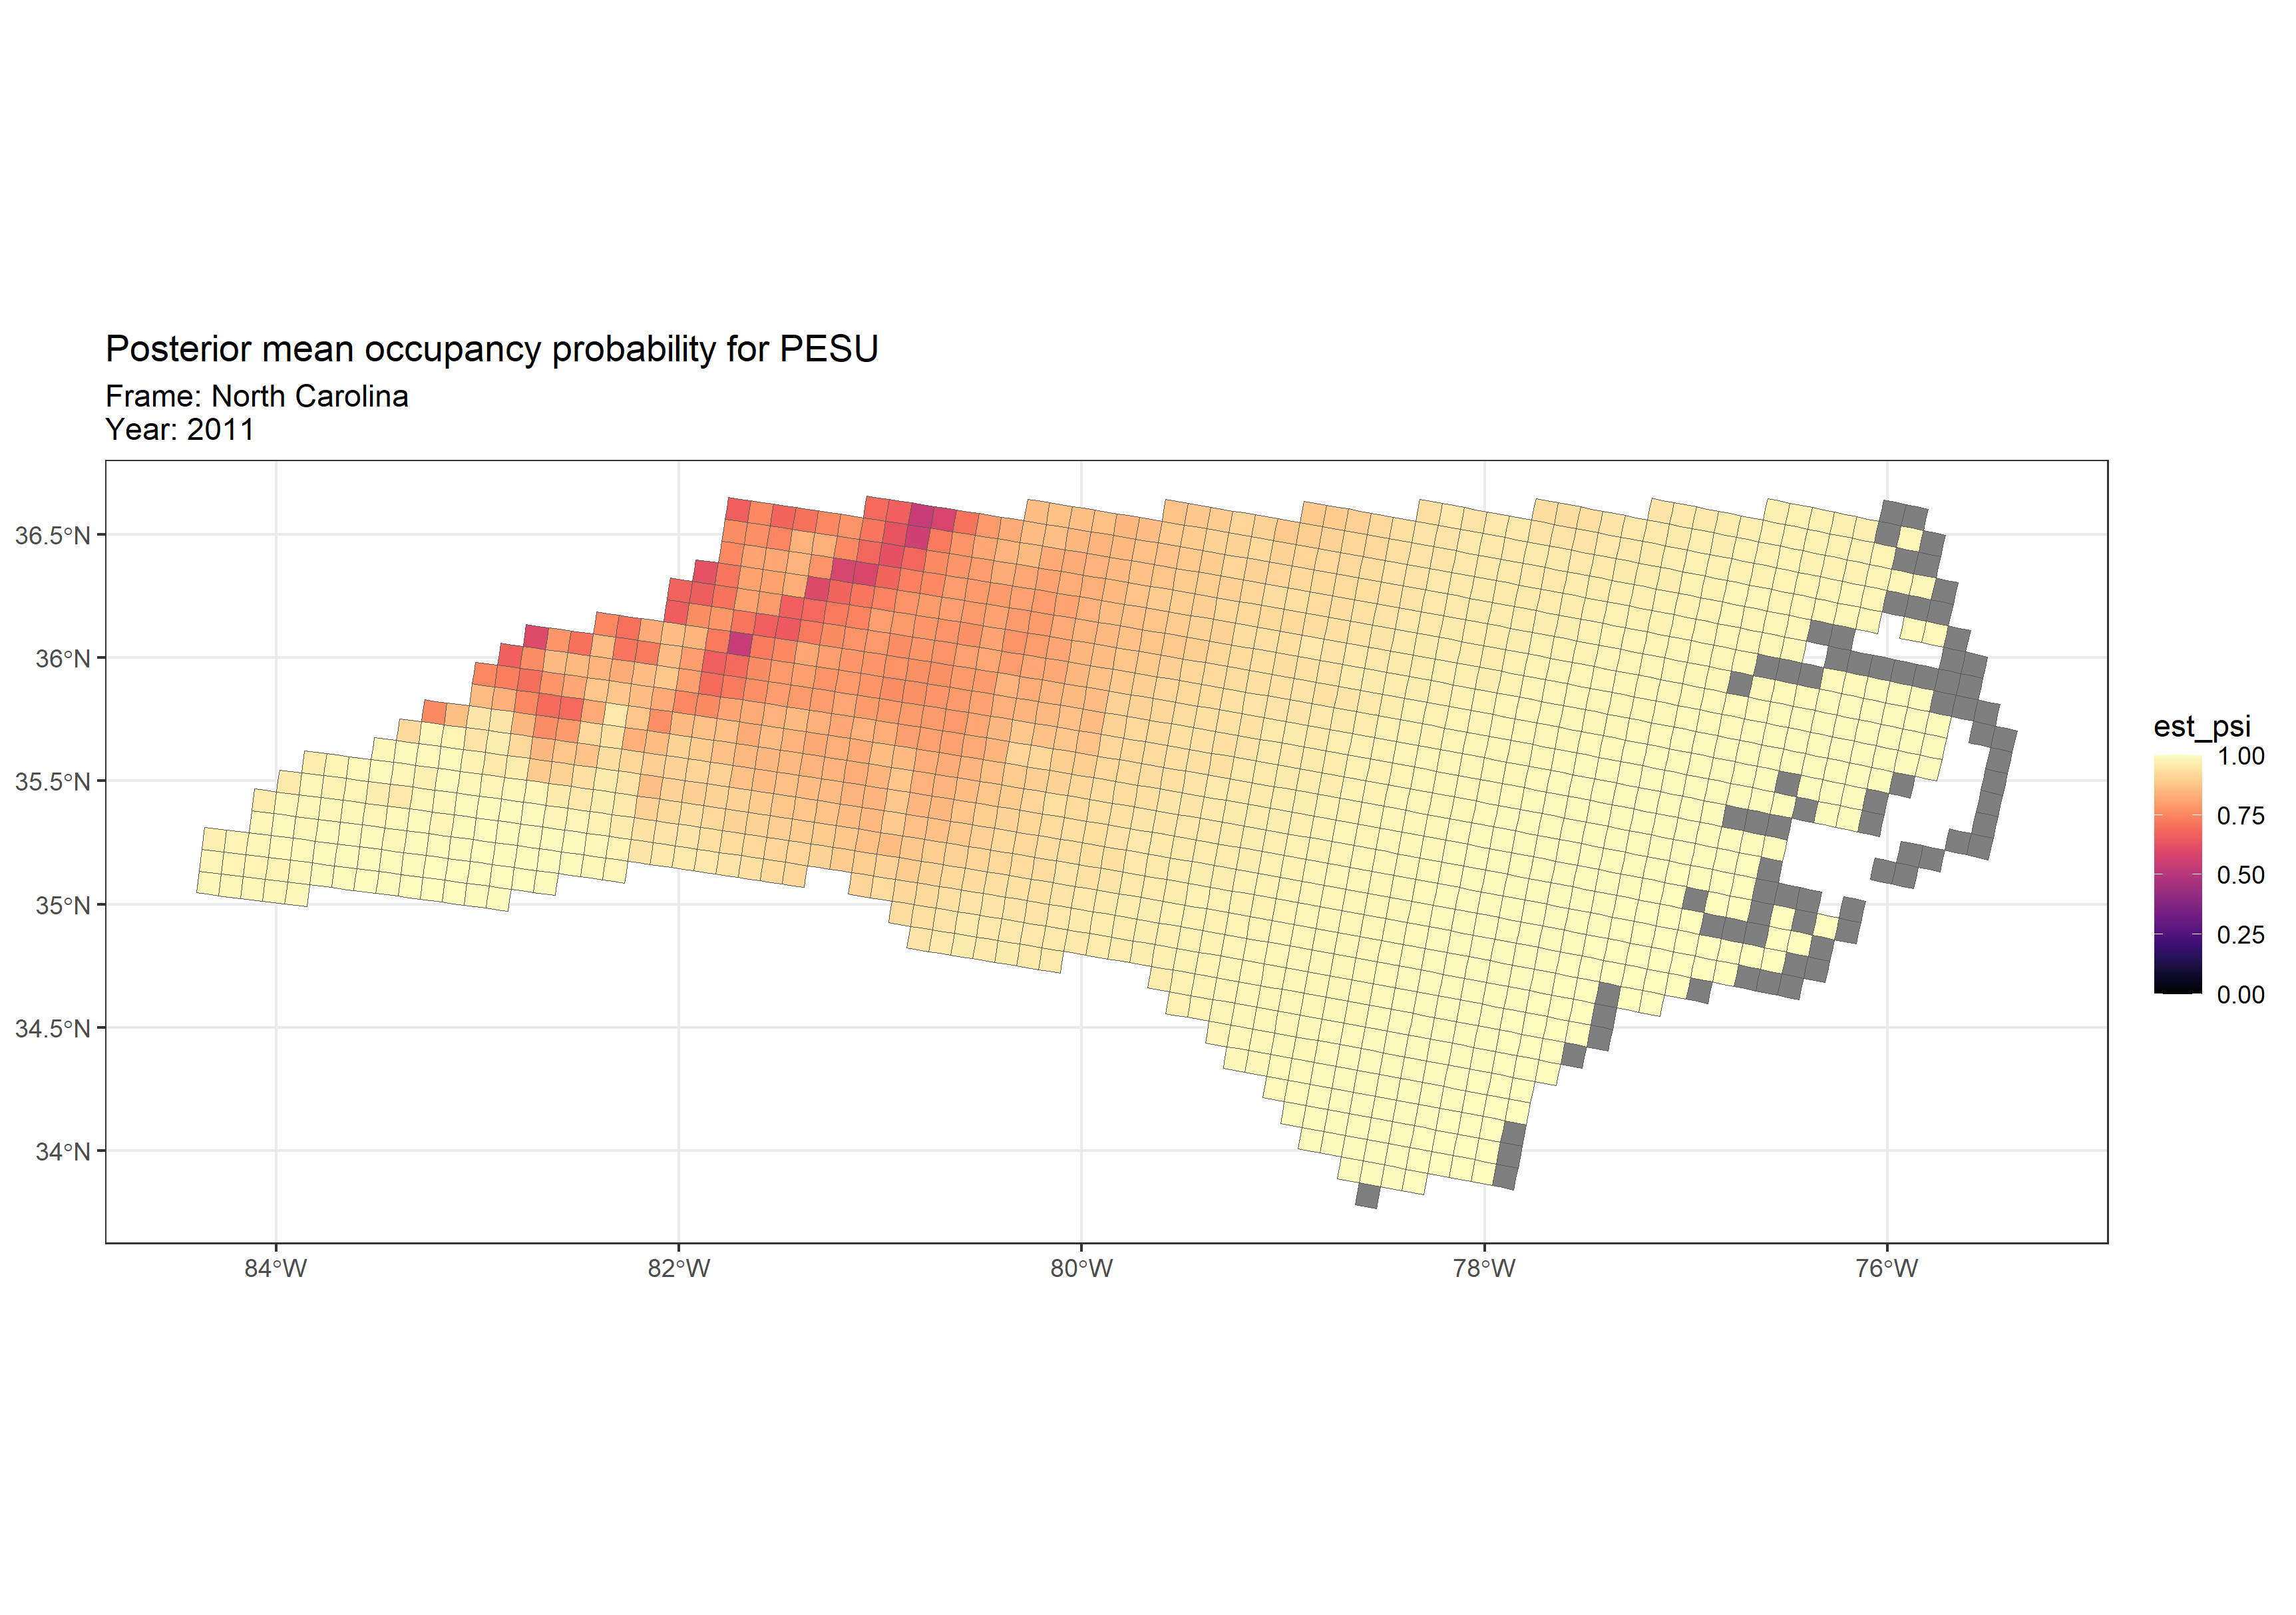 Posterior mean occupancy probability for PESU
Frame: North Carolina
Year: 2011
36.5°N
36°N
35.5°N
35°N
34.5°N
34°N
84°W
82°W
80°W
78°W
76°W
est_psi
1.00
0.75
0.50
0.25
0.00